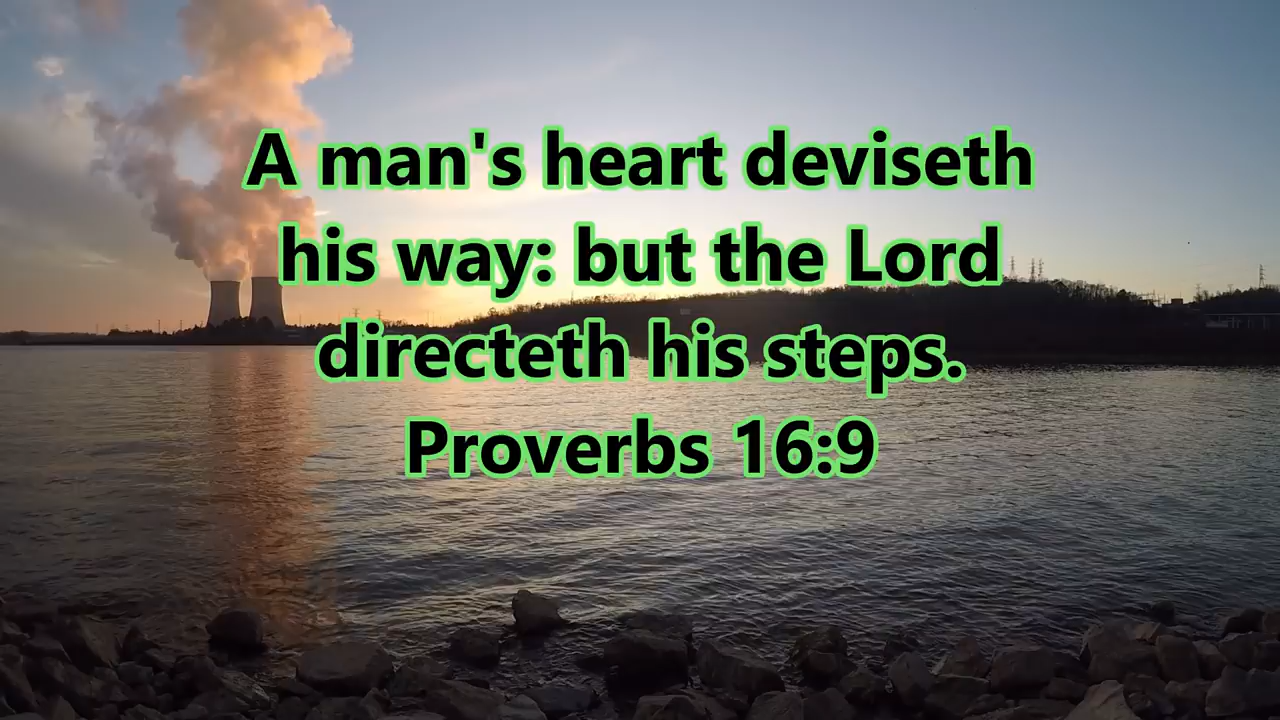 A man's heart deviseth
his way: but the Lord
directeth his steps.
Proverbs 16:9